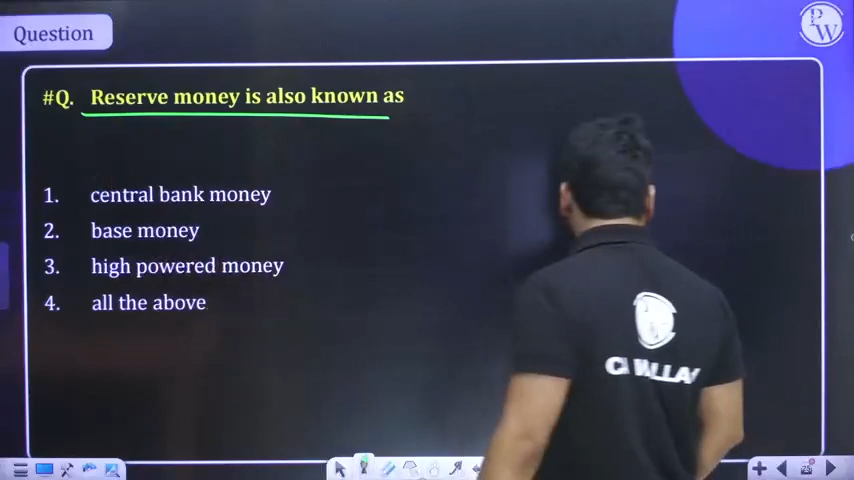 Question
PW
#Q. Reserve money is also known as
1. central bank money
2. base money
3. high powered money
4. all the above